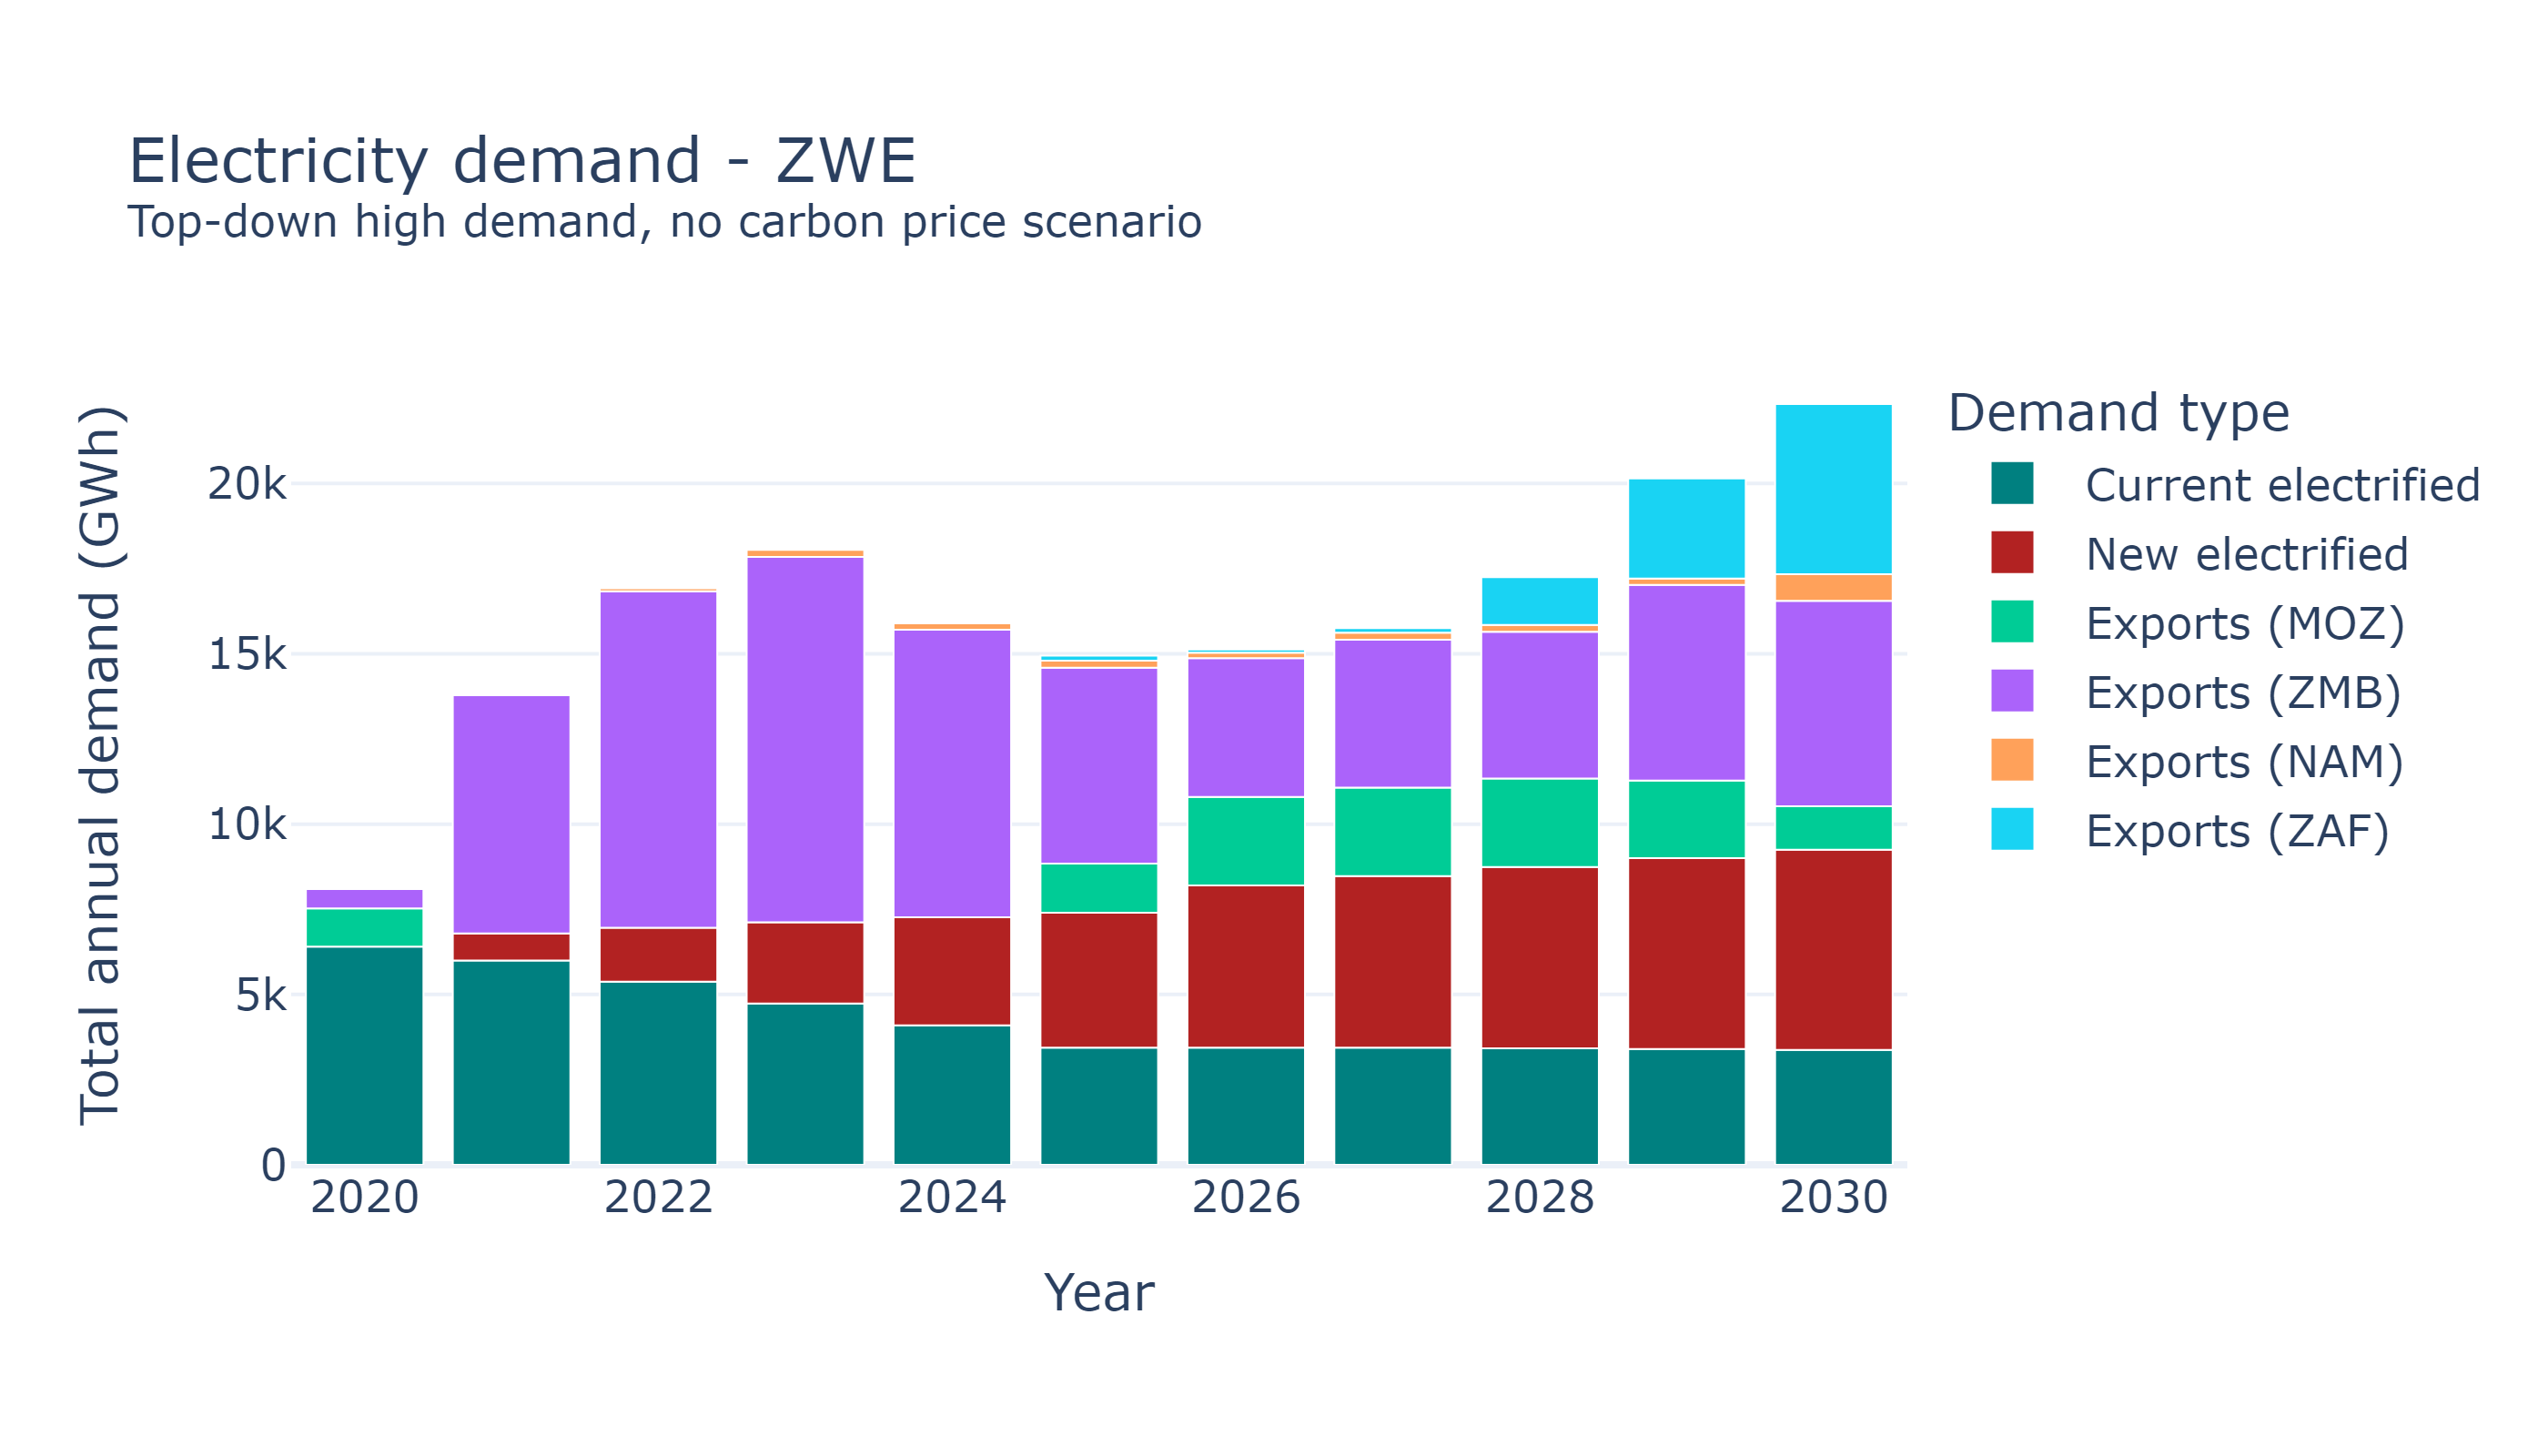 Electricity demand - ZWE
Top-down high demand, no carbon price scenario
Total annual demand (GWh)
20k
15k
10k
5k
0
2020
2022
2024
2026
2028
2030
Year
Demand type
Current electrified
New electrified
Exports (MOZ)
Exports (ZMB)
Exports (NAM)
Exports (ZAF)